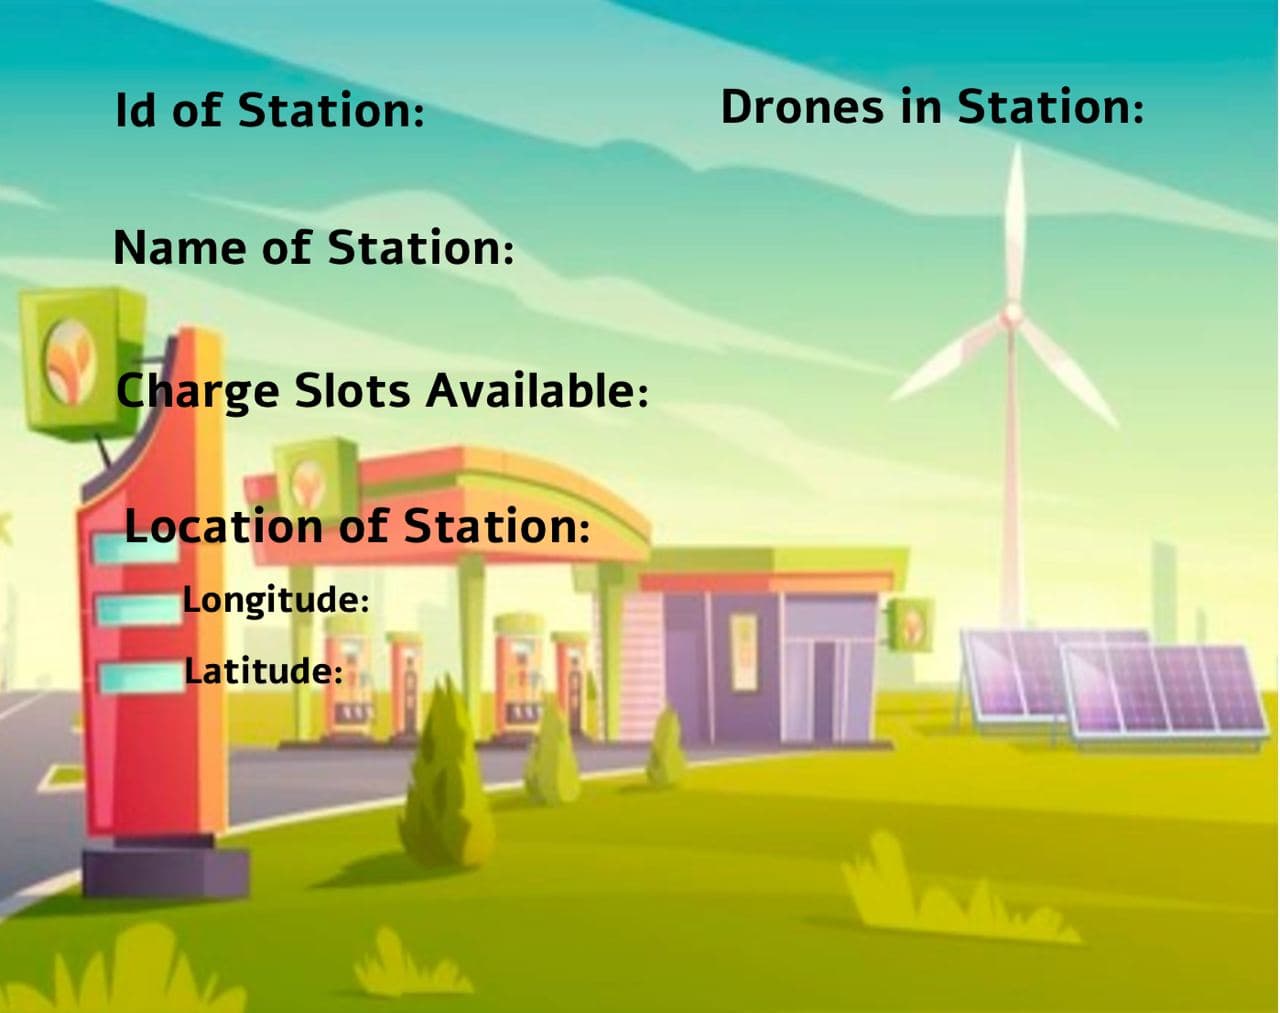 Id of Station:
Drones in Station:
Name of Station:
Charge Slots Available:
Location of Station:
Longitude:
Latitude: